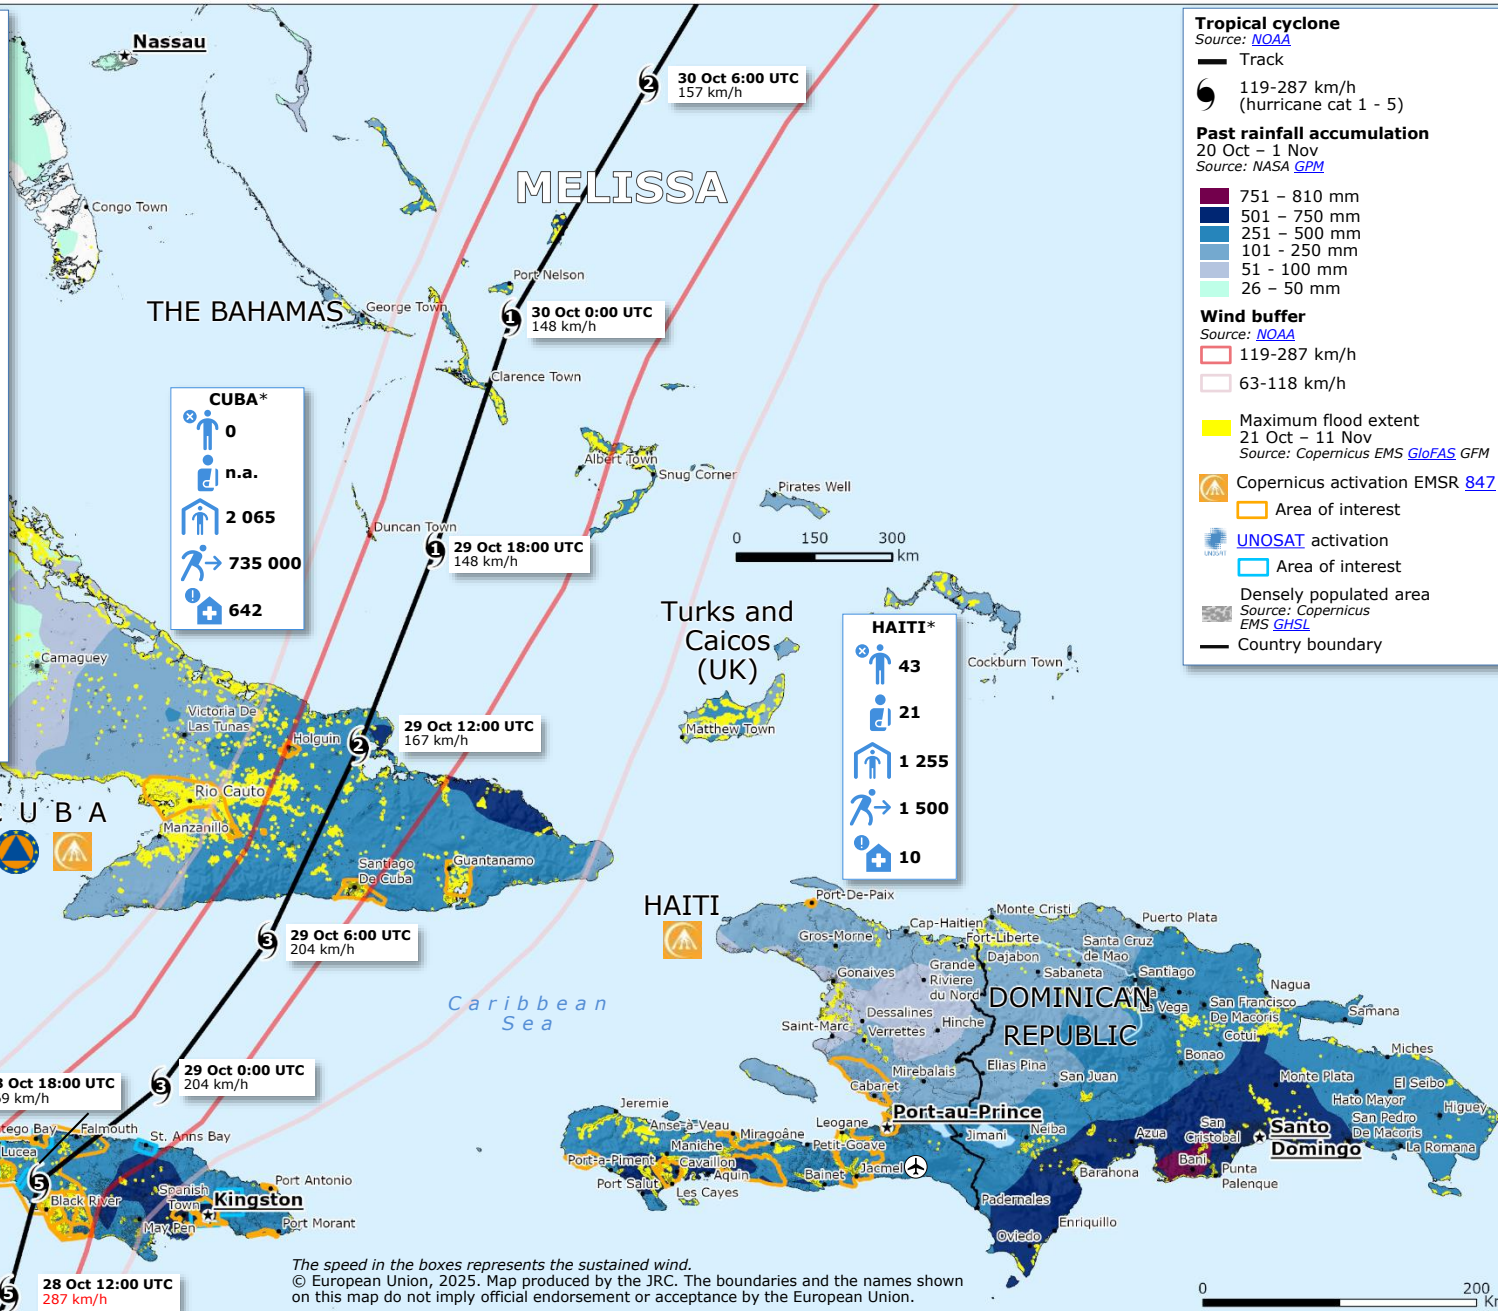 Nassau
Congo Town
THE BAHAMAS
George Town
MELISSA
Port Nelson
Clarence Town
Albert Town
Snug Corner
Pirates Well
Duncan Town
2
30 Oct 6:00 UTC
157 km/h
1
30 Oct 0:00 UTC
148 km/h
1
29 Oct 18:00 UTC
148 km/h
2
29 Oct 12:00 UTC
167 km/h
3
29 Oct 6:00 UTC
204 km/h
3
29 Oct 0:00 UTC
204 km/h
Oct 18:00 UTC
km/h
5
28 Oct 12:00 UTC
287 km/h
5
CUBA*
0
n.a.
2 065
735 000
642
0 150 300
km
Turks and
Caicos
(UK)
Cockburn Town
Matthew Town
HAITI*
43
21
1 255
1 500
10
Camaguey
Victoria De
Las Tunas
Holguin
Rio Cauto
Manzanillo
U B A
Santiago
De Cuba
Guantanamo
Caribbean
Sea
HAITI
Port-De-Paix
Cap-Haitien
Gros-Morne
Fort-Liberte
Gonaives
Grande
Riviere
du Nord
Dessalines
Saint-Marc
Verrettes
Hinche
Mirebalais
Cabaret
Port-au-Prince
Jeremie
Anse-à-Veau
Miragoâne
Leogane
Petit-Goave
Maniche
Port-a-Piment
Cavaillon
Aquin
Bainet
Jacmel
Port Salut
Les Cayes
DOMINICAN
REPUBLIC
Monte Cristi
Puerto Plata
Dajabon
Santa Cruz
de Mao
Sabaneta
Santiago
La Vega
Nagua
San Francisco
De Macoris
Samana
Cotui
Bonao
Miches
Elias Pina
San Juan
Monte Plata
El Seibo
Hato Mayor
Higuey
San Pedro
De Macoris
La Romana
Santo
Domingo
San
Cristobal
Azua
Bani
Punta
Palenque
Neiba
Jimani
Barahona
Pedernales
Enriquillo
Oviedo
tego Bay
Falmouth
St. Anns Bay
Lucea
Black River
Spanish
Town
Kingston
Port Antonio
May Pen
Port Morant
The speed in the boxes represents the sustained wind.
© European Union, 2025. Map produced by the JRC. The boundaries and the names shown
on this map do not imply official endorsement or acceptance by the European Union.
0 200
Tropical cyclone
Source: NOAA
Track
119-287 km/h
(hurricane cat 1 - 5)
Past rainfall accumulation
20 Oct – 1 Nov
Source: NASA GPM
751 – 810 mm
501 – 750 mm
251 – 500 mm
101 - 250 mm
51 - 100 mm
26 – 50 mm
Wind buffer
Source: NOAA
119-287 km/h
63-118 km/h
Maximum flood extent
21 Oct – 11 Nov
Source: Copernicus EMS GloFAS GFM
Copernicus activation EMSR 847
Area of interest
UNOSAT
UNOSAT activation
Area of interest
Densely populated area
Source: Copernicus
EMS GHSL
Country boundary